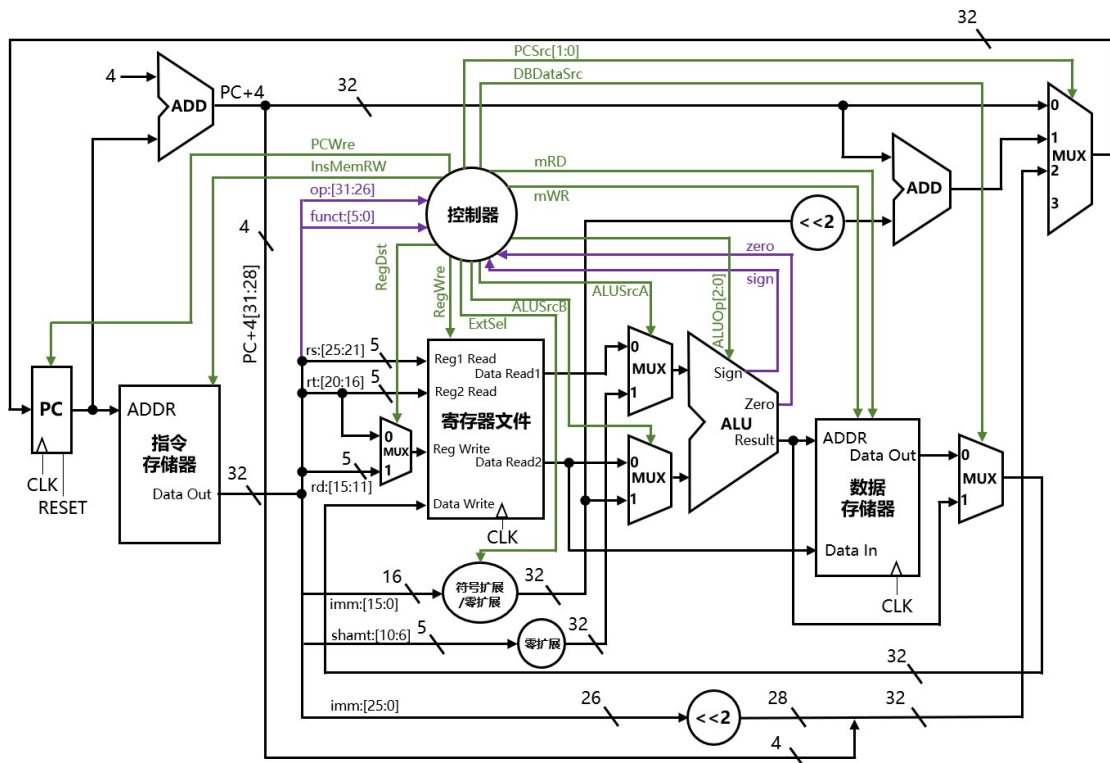 32
PCSrc[1:0]
DBDataSrc
4
ADD
PC+4
32
0
1
MUX
2
3
PCWre
InsMemRW
op:[31:26]
funct:[5:0]
mRD
mWR
控制器
ADD
<<2
4
PC+4[31:28]
RegDst
RegWre
ExtSel
ALUSrcB
ALUSrcA
ALUOp[2:0]
zero
sign
rs:[25:21]
5
rt:[20:16]
5
5
rd:[15:11]
0
MUX
1
Reg1 Read
Data Read1
Reg2 Read
寄存器文件
Reg Write
Data Read2
Data Write
CLK
0
MUX
1
0
MUX
1
Sign
Zero
ALU
Result
PC
CLK
RESET
ADDR
指令
存储器
Data Out
32
ADDR
Data Out
数据
存储器
Data In
CLK
0
MUX
1
16
imm:[15:0]
符号扩展
/零扩展
32
shamt:[10:6]
5
零扩展
32
32
imm:[25:0]
26
<<2
28
32
4